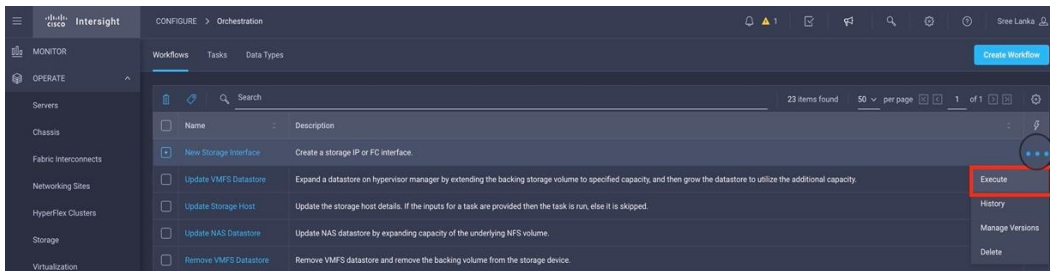 cisco Intersight CONFIGURE > Orchestration 1 Sree Lanka
MONITOR Workflows Tasks Data Types Create Workflow
OPERATE
Search 23 items found 50 per page 1 of 1
Servers
Name Description
Chassis
New Storage Interface Create a storage IP or FC interface.
Fabric Interconnects
Update VMFS Datastore Expand a datastore on hypervisor manager by extending the backing storage volume to specified capacity, and then grow the datastore to utilize the additional capacity. Execute
Networking Sites
Update Storage Host Update the storage host details. If the inputs for a task are provided then the task is run, else it is skipped. History
HyperFlex Clusters
Manage Versions
Update NAS Datastore Update NAS datastore by expanding capacity of the underlying NFS volume.
Storage
Delete
Remove VMFS Datastore Remove VMFS datastore and remove the backing volume from the storage device.
Virtualization